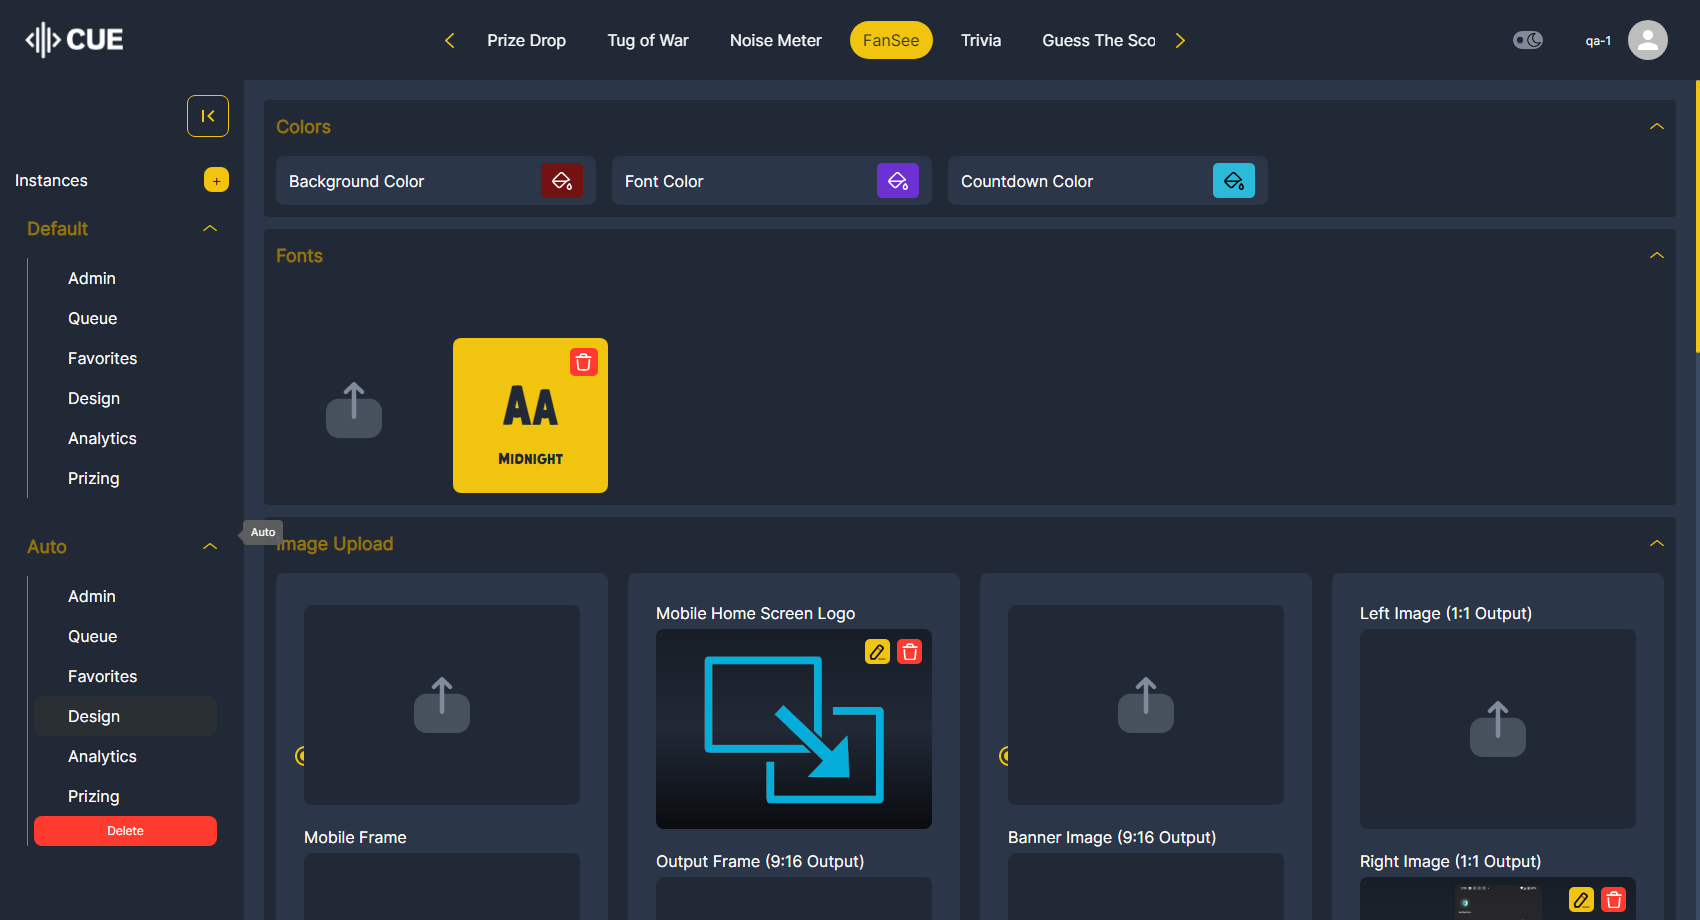 CUE
Prize Drop
Tug of War
Noise Meter
FanSee
Trivia
Guess The Sco
qa-1
Instances
+
Default
Admin
Queue
Favorites
Design
Analytics
Prizing
Auto
Admin
Queue
Favorites
Design
Analytics
Prizing
Delete
Auto
Colors
Background Color
Font Color
Countdown Color
Fonts
AA
MIDNIGHT
Image Upload
Mobile Home Screen Logo
Left Image (1:1 Output)
Mobile Frame
Banner Image (9:16 Output)
Output Frame (9:16 Output)
Right Image (1:1 Output)